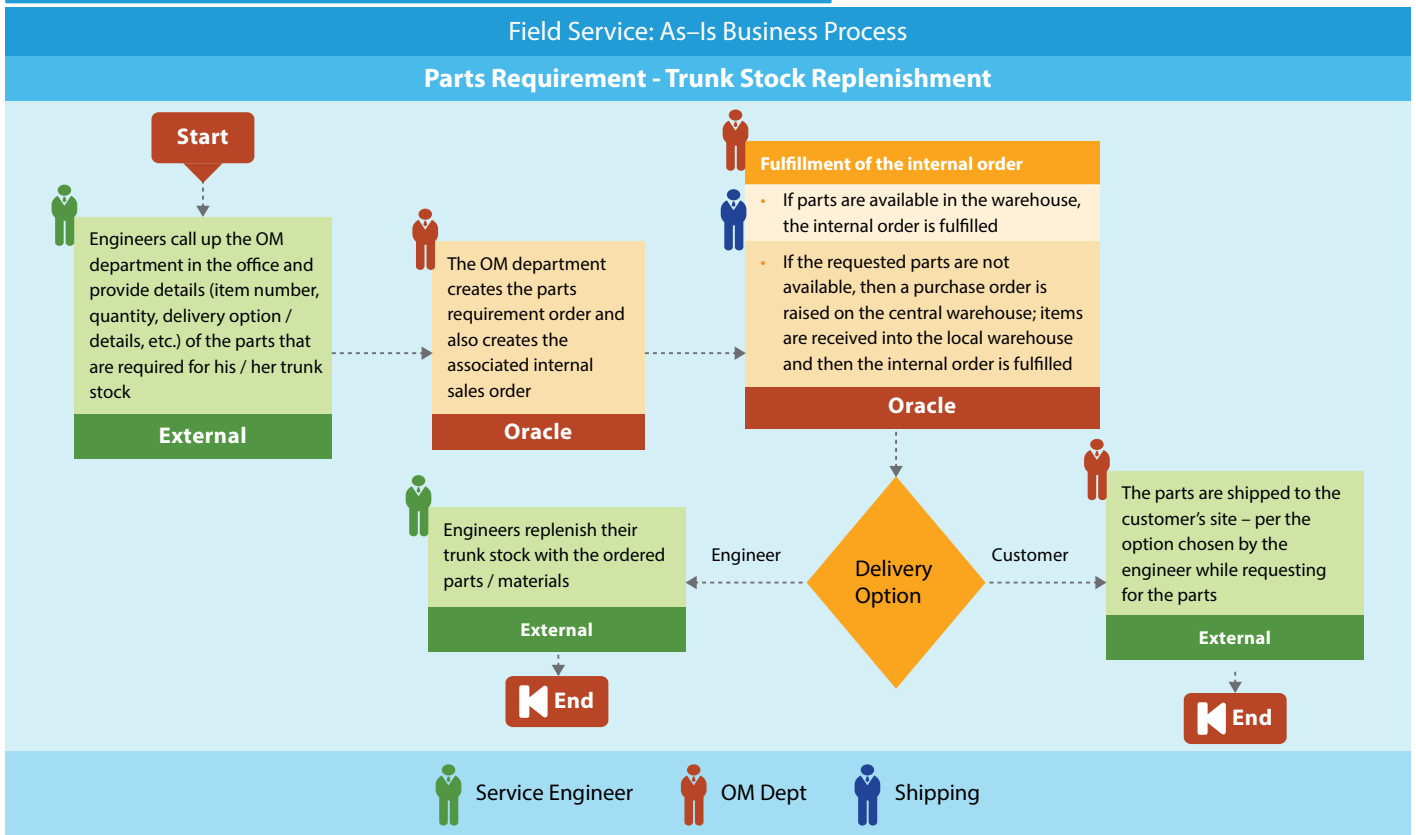 Field Service: As–Is Business Process
Parts Requirement - Trunk Stock Replenishment
Start
Engineers call up the OM
department in the office and
provide details (item number,
quantity, delivery option /
details, etc.) of the parts that
are required for his / her trunk
stock
External
The OM department
creates the parts
requirement order and
also creates the
associated internal
sales order
Oracle
Fulfillment of the internal order
• If parts are available in the warehouse,
the internal order is fulfilled
• If the requested parts are not
available, then a purchase order is
raised on the central warehouse; items
are received into the local warehouse
and then the internal order is fulfilled
Oracle
Delivery
Option
Engineer
Engineers replenish their
trunk stock with the ordered
parts / materials
External
End
Customer
The parts are shipped to the
customer's site – per the
option chosen by the
engineer while requesting
for the parts
External
End
Service Engineer
OM Dept
Shipping